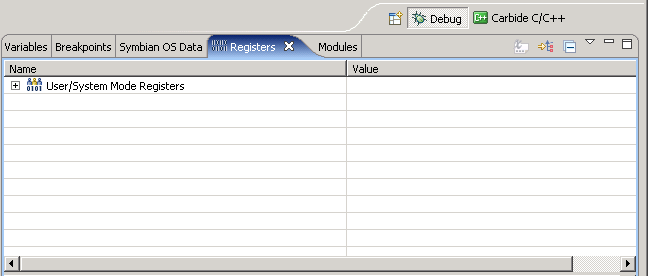 Debug Carbide C/C++
Variables Breakpoints Symbian OS Data Registers Modules
Name Value
User/System Mode Registers